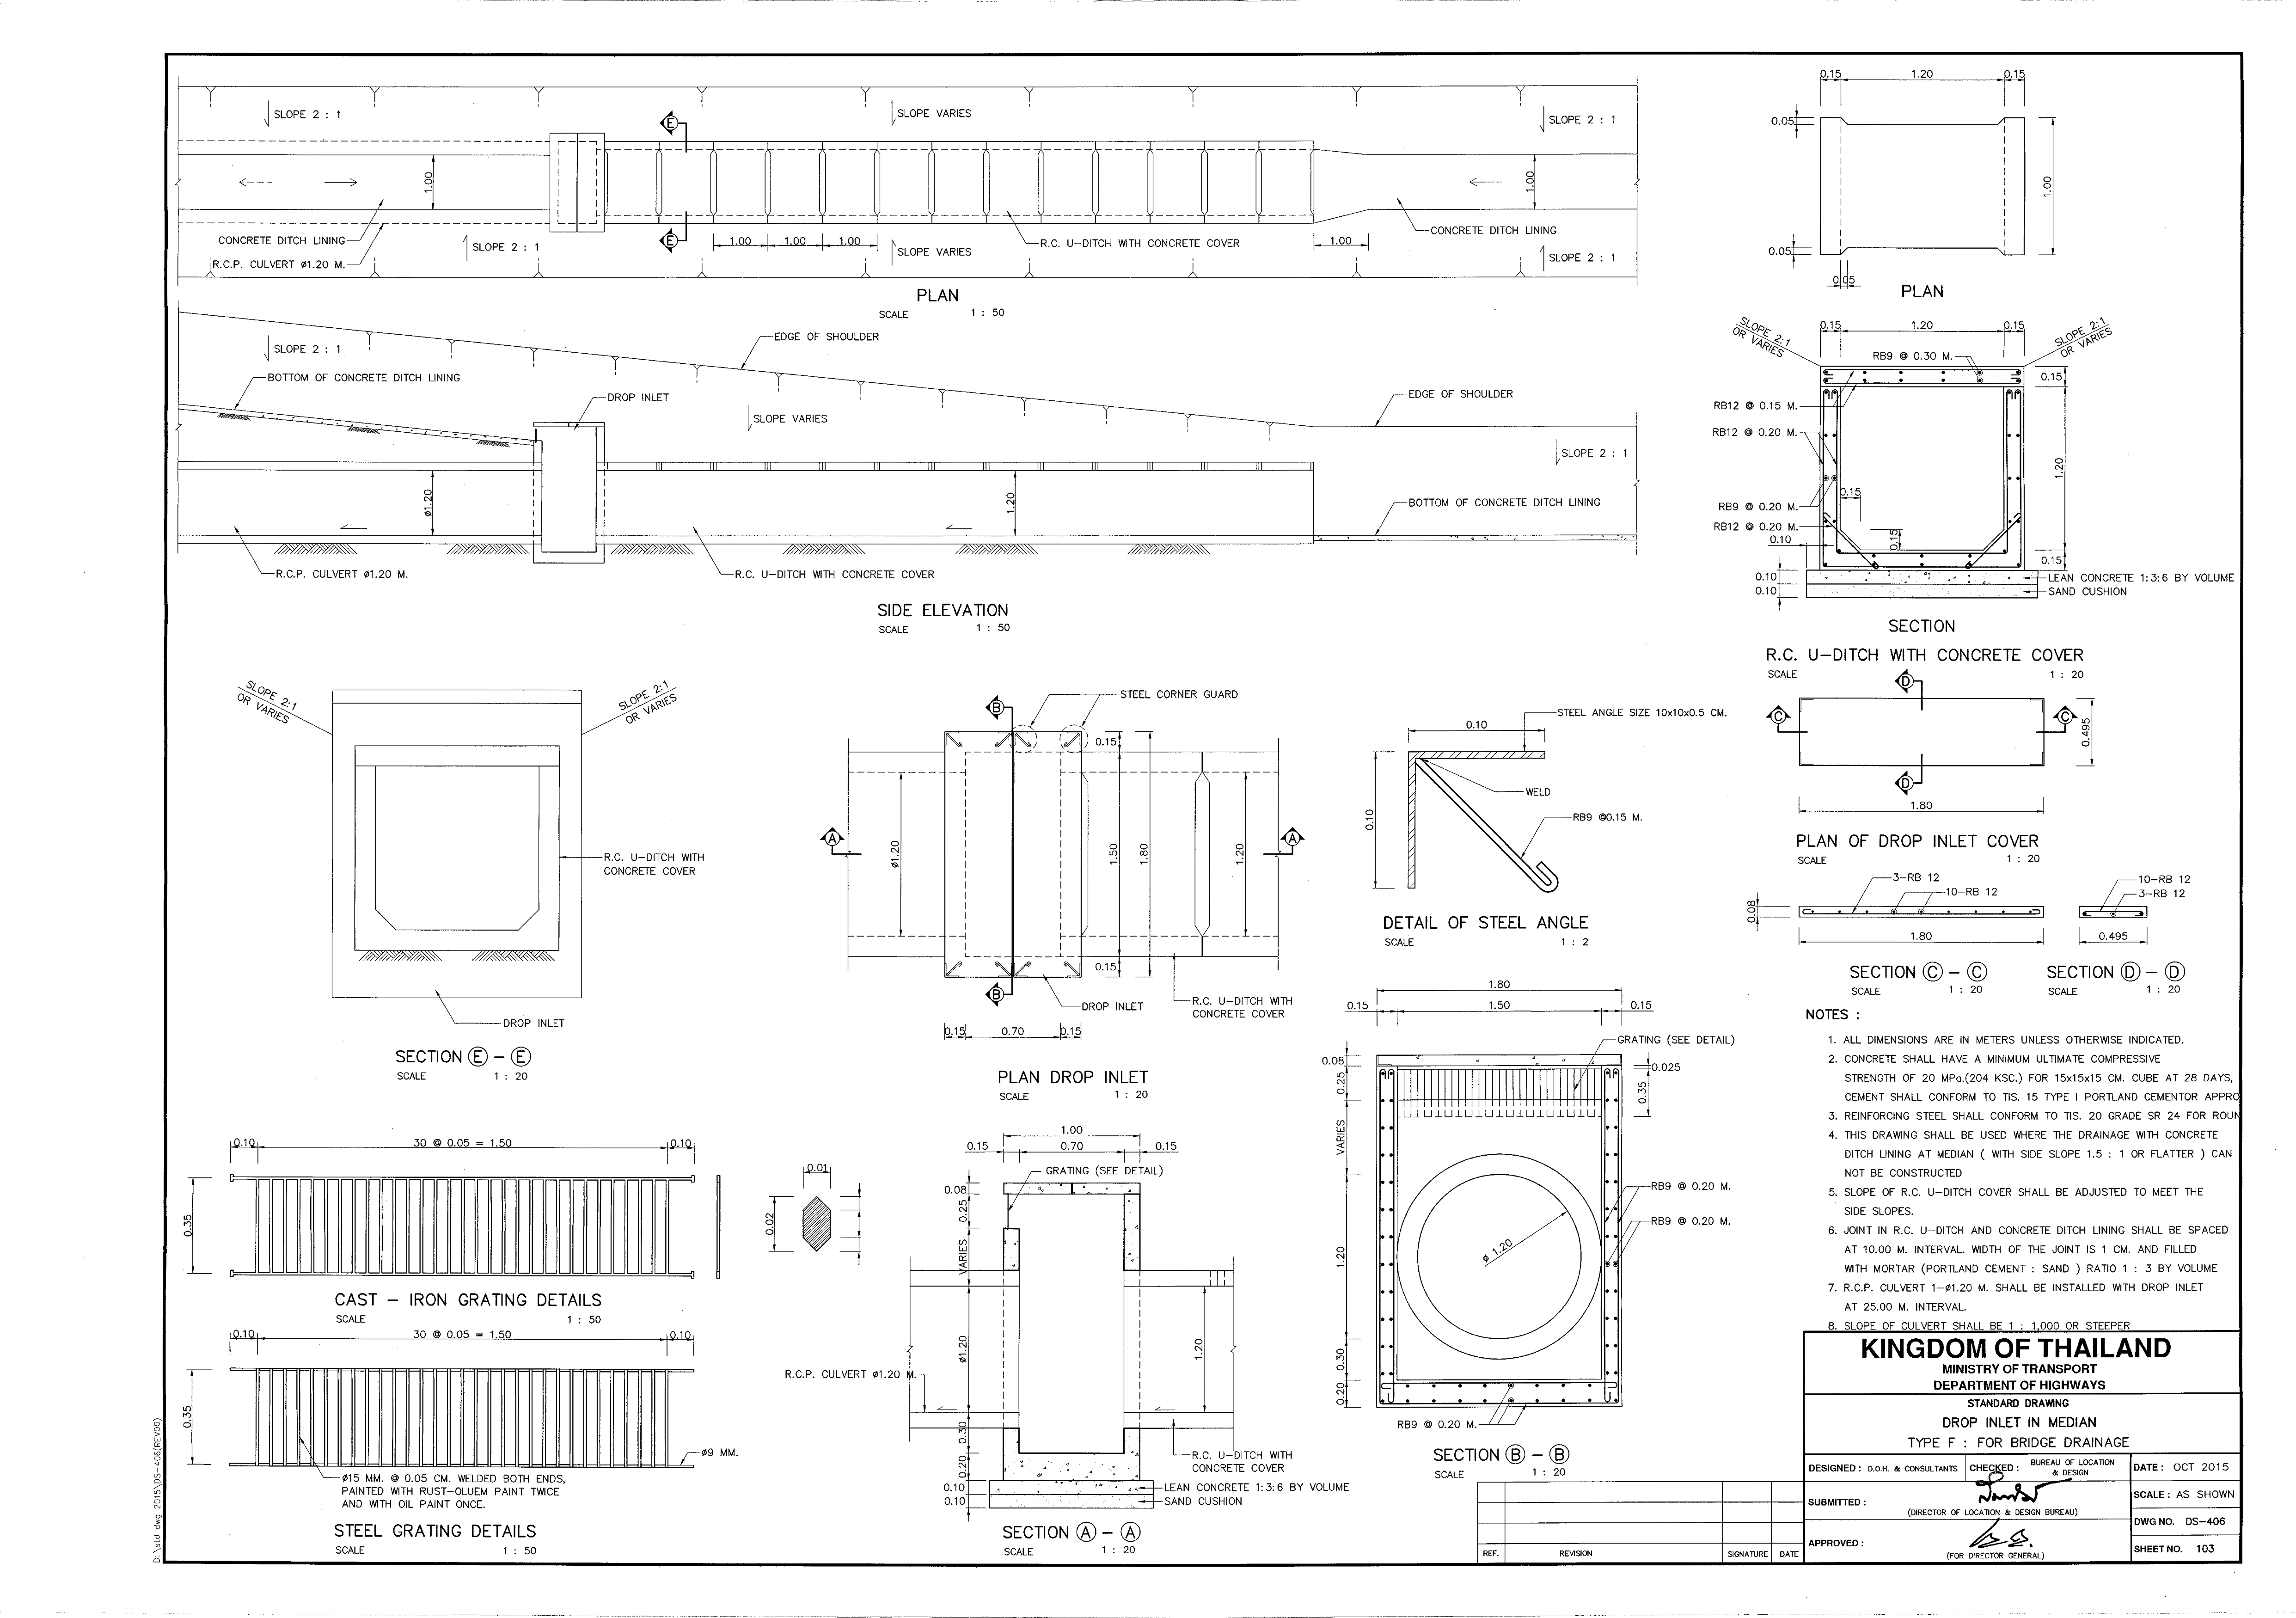 SLOPE 2 : 1
SLOPE VARIES
SLOPE 2 : 1
E
1.00
1.00
CONCRETE DITCH LINING
R.C.P. CULVERT ø1.20 M.
SLOPE 2 : 1
E
1.00 1.00 1.00
SLOPE VARIES
R.C. U-DITCH WITH CONCRETE COVER
1.00
CONCRETE DITCH LINING
SLOPE 2 : 1
PLAN
SCALE 1 : 50
SLOPE 2 : 1
BOTTOM OF CONCRETE DITCH LINING
EDGE OF SHOULDER
DROP INLET
SLOPE VARIES
EDGE OF SHOULDER
SLOPE 2 : 1
ø1.20
1.20
BOTTOM OF CONCRETE DITCH LINING
R.C.P. CULVERT ø1.20 M.
R.C. U-DITCH WITH CONCRETE COVER
SIDE ELEVATION
SCALE 1 : 50
0.15 1.20 0.15
0.05
1.00
0.05
0.05
PLAN
SLOPE 2:1
OR VARIES
0.15 1.20 0.15
SLOPE 2:1
OR VARIES
RB9 @ 0.30 M.
0.15
RB12 @ 0.15 M.
RB12 @ 0.20 M.
1.20
0.15
RB9 @ 0.20 M.
RB12 @ 0.20 M.
0.15
0.10
0.15
0.10
0.10
LEAN CONCRETE 1:3:6 BY VOLUME
SAND CUSHION
SECTION
R.C. U-DITCH WITH CONCRETE COVER
SCALE 1 : 20
SLOPE 2:1
OR VARIES
SLOPE 2:1
OR VARIES
R.C. U-DITCH WITH
CONCRETE COVER
DROP INLET
SECTION E - E
SCALE 1 : 20
B
STEEL CORNER GUARD
0.15
A
ø1.20
1.50
1.80
1.20
A
0.15
B
DROP INLET
R.C. U-DITCH WITH
CONCRETE COVER
0.15 0.70 0.15
PLAN DROP INLET
SCALE 1 : 20
STEEL ANGLE SIZE 10x10x0.5 CM.
0.10
0.10
WELD
RB9 @0.15 M.
DETAIL OF STEEL ANGLE
SCALE 1 : 2
D
C
C
0.495
D
1.80
PLAN OF DROP INLET COVER
SCALE 1 : 20
3-RB 12
10-RB 12
0.08
1.80
SECTION C - C
SCALE 1 : 20
10-RB 12
3-RB 12
0.495
SECTION D - D
SCALE 1 : 20
0.10 30 @ 0.05 = 1.50 0.10
0.35
CAST - IRON GRATING DETAILS
SCALE 1 : 50
0.01
0.02
0.10 30 @ 0.05 = 1.50 0.10
0.35
ø9 MM.
ø15 MM. @ 0.05 CM. WELDED BOTH ENDS,
PAINTED WITH RUST-OLUEM PAINT TWICE
AND WITH OIL PAINT ONCE.
STEEL GRATING DETAILS
SCALE 1 : 50
1.00
0.15 0.70 0.15
GRATING (SEE DETAIL)
0.08
0.25
VARIES
ø1.20
1.20
R.C.P. CULVERT ø1.20 M.
0.30
0.20
0.10
0.10
R.C. U-DITCH WITH
CONCRETE COVER
LEAN CONCRETE 1:3:6 BY VOLUME
SAND CUSHION
SECTION A - A
SCALE 1 : 20
1.80
0.15 1.50 0.15
GRATING (SEE DETAIL)
0.08
0.25
0.025
0.35
VARIES
RB9 @ 0.20 M.
RB9 @ 0.20 M.
ø 1.20
1.20
0.30
0.20
RB9 @ 0.20 M.
SECTION B - B
SCALE 1 : 20
NOTES :
1. ALL DIMENSIONS ARE IN METERS UNLESS OTHERWISE INDICATED.
2. CONCRETE SHALL HAVE A MINIMUM ULTIMATE COMPRESSIVE
STRENGTH OF 20 MPa.(204 KSC.) FOR 15x15x15 CM. CUBE AT 28 DAYS,
CEMENT SHALL CONFORM TO TIS. 15 TYPE I PORTLAND CEMENTOR APPRO
3. REINFORCING STEEL SHALL CONFORM TO TIS. 20 GRADE SR 24 FOR ROUN
4. THIS DRAWING SHALL BE USED WHERE THE DRAINAGE WITH CONCRETE
DITCH LINING AT MEDIAN ( WITH SIDE SLOPE 1.5 : 1 OR FLATTER ) CAN
NOT BE CONSTRUCTED
5. SLOPE OF R.C. U-DITCH COVER SHALL BE ADJUSTED TO MEET THE
SIDE SLOPES.
6. JOINT IN R.C. U-DITCH AND CONCRETE DITCH LINING SHALL BE SPACED
AT 10.00 M. INTERVAL. WIDTH OF THE JOINT IS 1 CM. AND FILLED
WITH MORTAR (PORTLAND CEMENT : SAND ) RATIO 1 : 3 BY VOLUME
7. R.C.P. CULVERT 1-ø1.20 M. SHALL BE INSTALLED WITH DROP INLET
AT 25.00 M. INTERVAL.
8. SLOPE OF CULVERT SHALL BE 1 : 1,000 OR STEEPER
KINGDOM OF THAILAND
MINISTRY OF TRANSPORT
DEPARTMENT OF HIGHWAYS
STANDARD DRAWING
DROP INLET IN MEDIAN
TYPE F : FOR BRIDGE DRAINAGE
DESIGNED : D.O.H. & CONSULTANTS
CHECKED : BUREAU OF LOCATION
& DESIGN
DATE : OCT 2015
SUBMITTED :
(DIRECTOR OF LOCATION & DESIGN BUREAU)
SCALE : AS SHOWN
DWG NO. DS-406
APPROVED :
(FOR DIRECTOR GENERAL)
SHEET NO. 103
REF. REVISION SIGNATURE DATE
D:\std dwg 2015\DS-406(REV00)